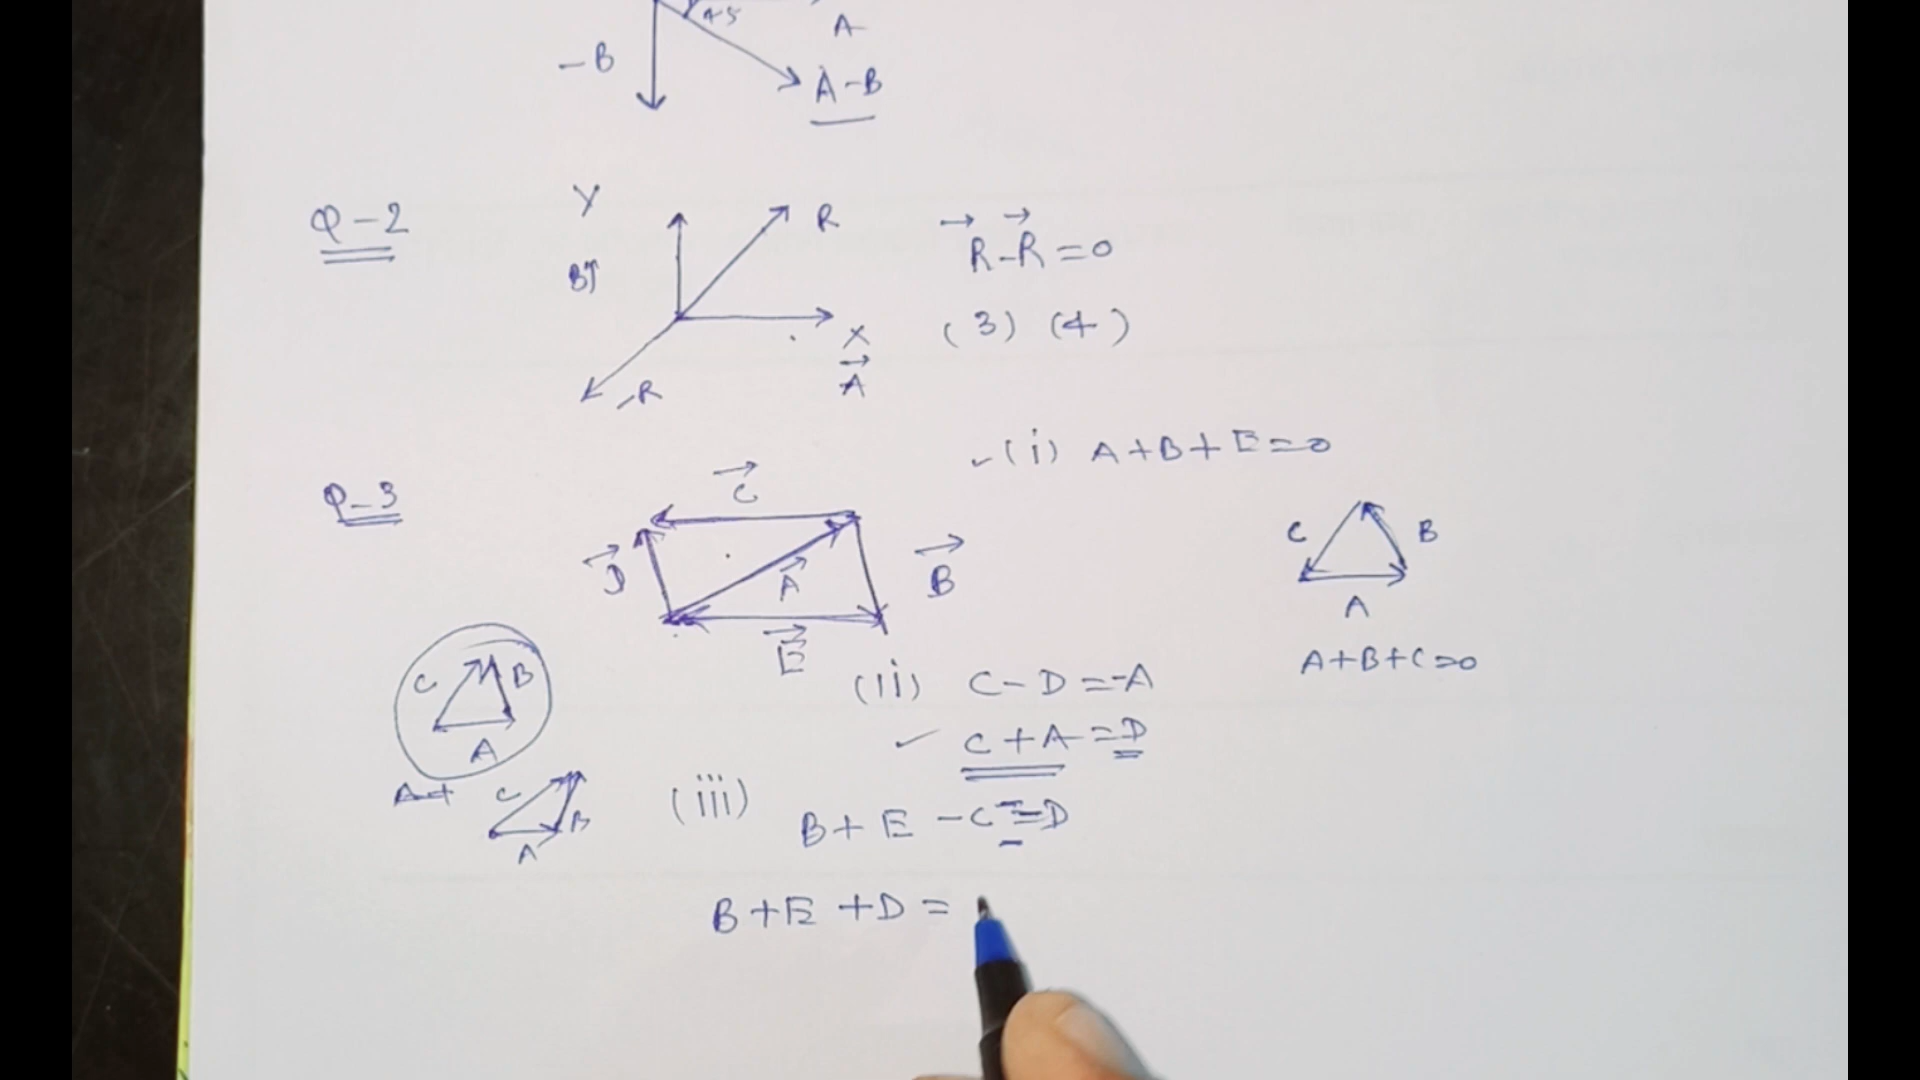 45
A
-B
A-B
Q-2
Y
R
R-R=0
B
(3) (4)
X
A
-R
(i) A+B+E=0
Q-3
C
C
B
D
A
B
A
E
A+B+C=0
(ii) C-D=-A
C
B
C+A=D
A
A+
C
B
A
(iii) B+E-C=-D
B+E+D=